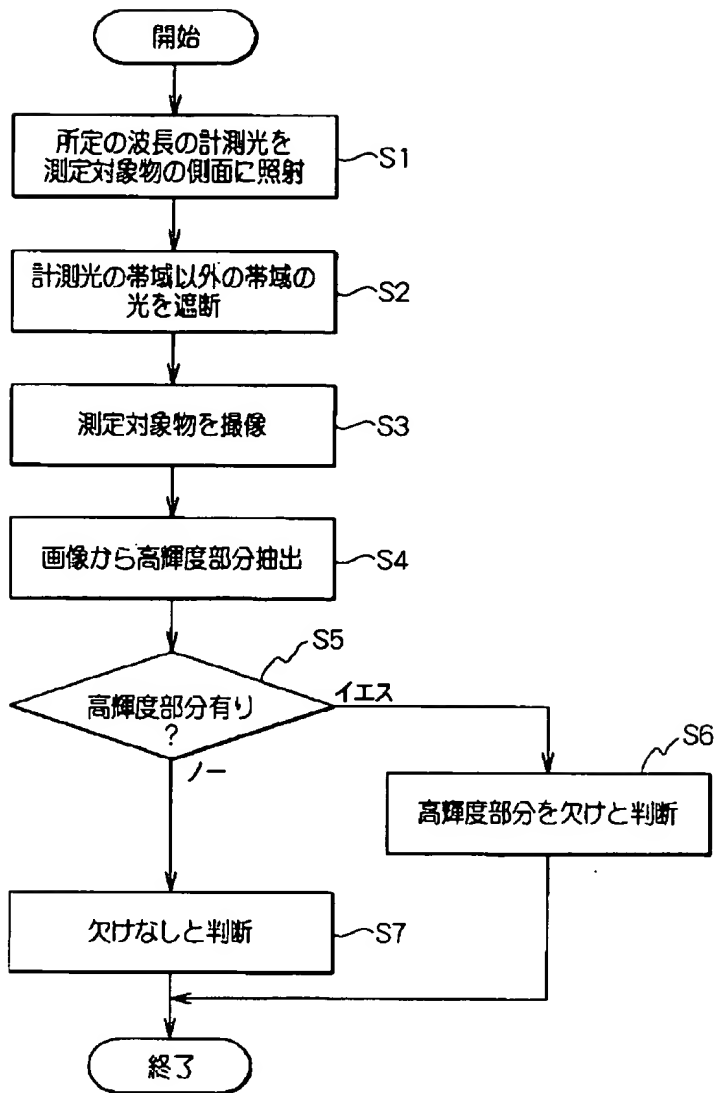 開始
所定の波長の計測光を
測定対象物の側面に照射
S1
計測光の帯域以外の帯域の
光を遮断
S2
測定対象物を撮像
S3
画像から高輝度部分抽出
S4
S5
高輝度部分有り
?
イエス
ノー
S6
高輝度部分を欠けと判断
欠けなしと判断
S7
終了